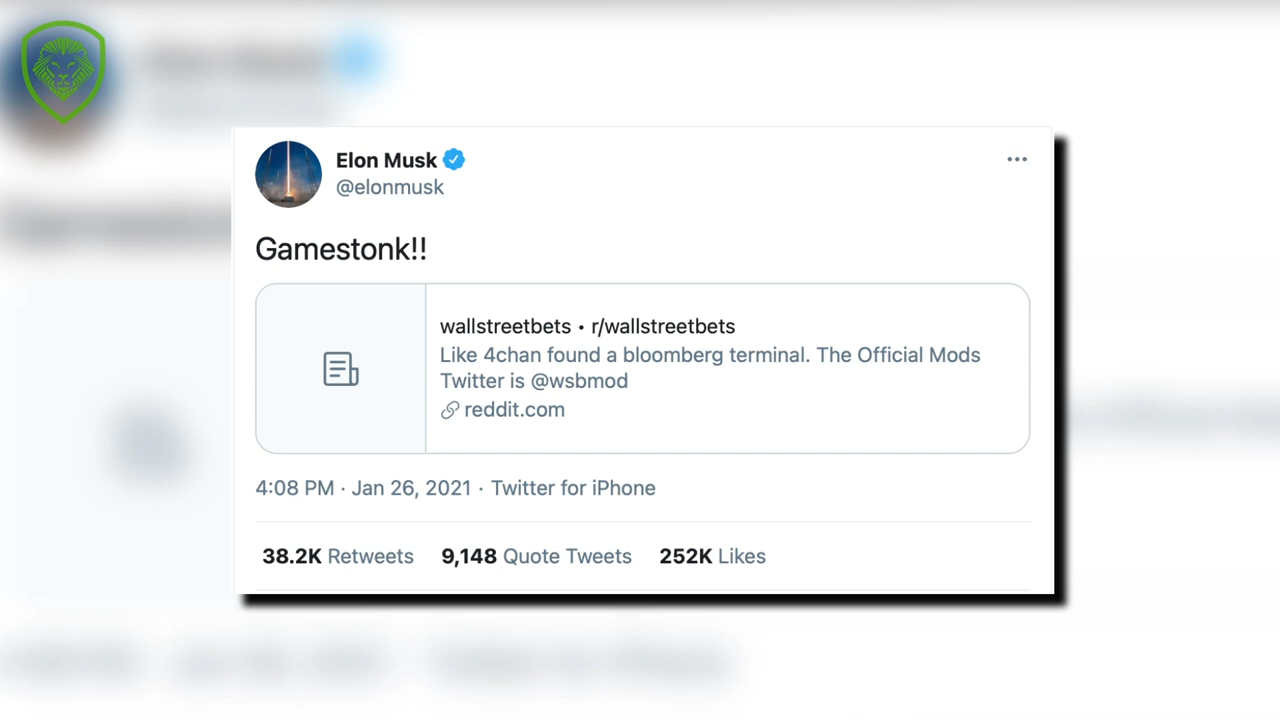 Elon Musk
@elonmusk
Gamestonk!!
wallstreetbets • r/wallstreetbets
Like 4chan found a bloomberg terminal. The Official Mods
Twitter is @wsbmod
reddit.com
4:08 PM · Jan 26, 2021 · Twitter for iPhone
38.2K Retweets 9,148 Quote Tweets 252K Likes